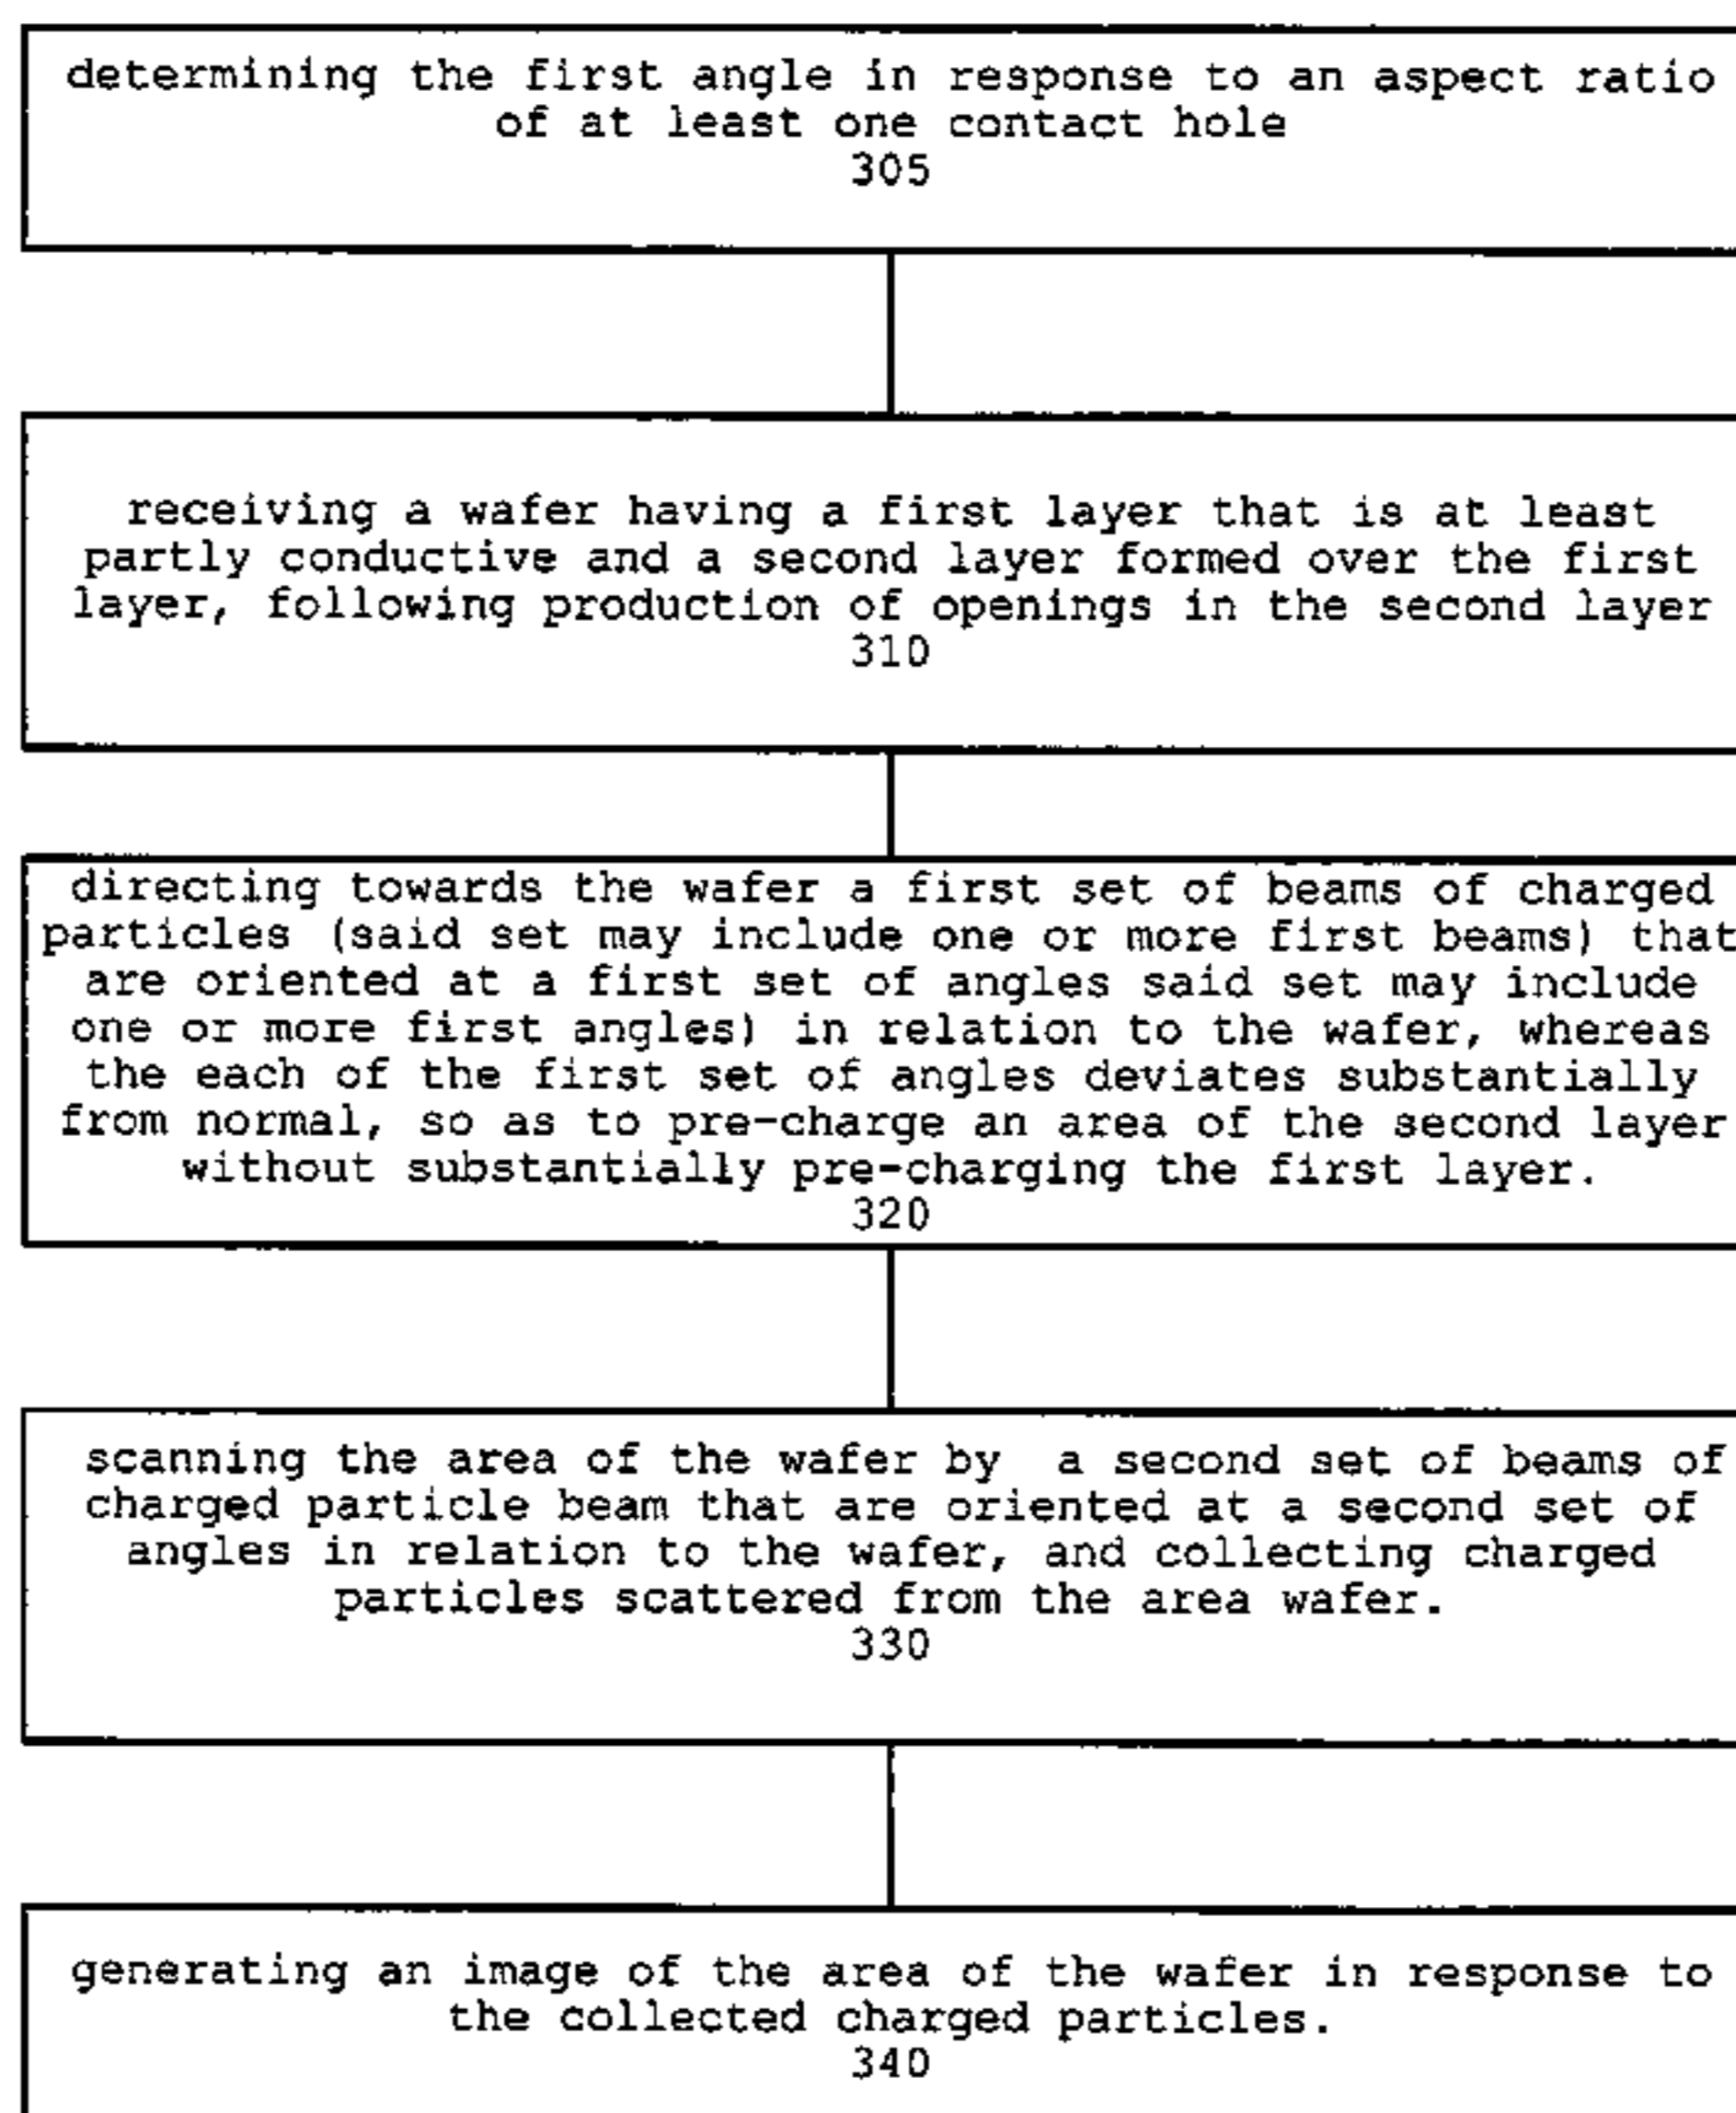 determining the first angle in response to an aspect ratio
of at least one contact hole
305
receiving a wafer having a first layer that is at least
partly conductive and a second layer formed over the first
layer, following production of openings in the second layer
310
directing towards the wafer a first set of beams of charged
particles (said set may include one or more first beams) that
are oriented at a first set of angles said set may include
one or more first angles) in relation to the wafer, whereas
the each of the first set of angles deviates substantially
from normal, so as to pre-charge an area of the second layer
without substantially pre-charging the first layer.
320
scanning the area of the wafer by a second set of beams of
charged particle beam that are oriented at a second set of
angles in relation to the wafer, and collecting charged
particles scattered from the area wafer.
330
generating an image of the area of the wafer in response to
the collected charged particles.
340